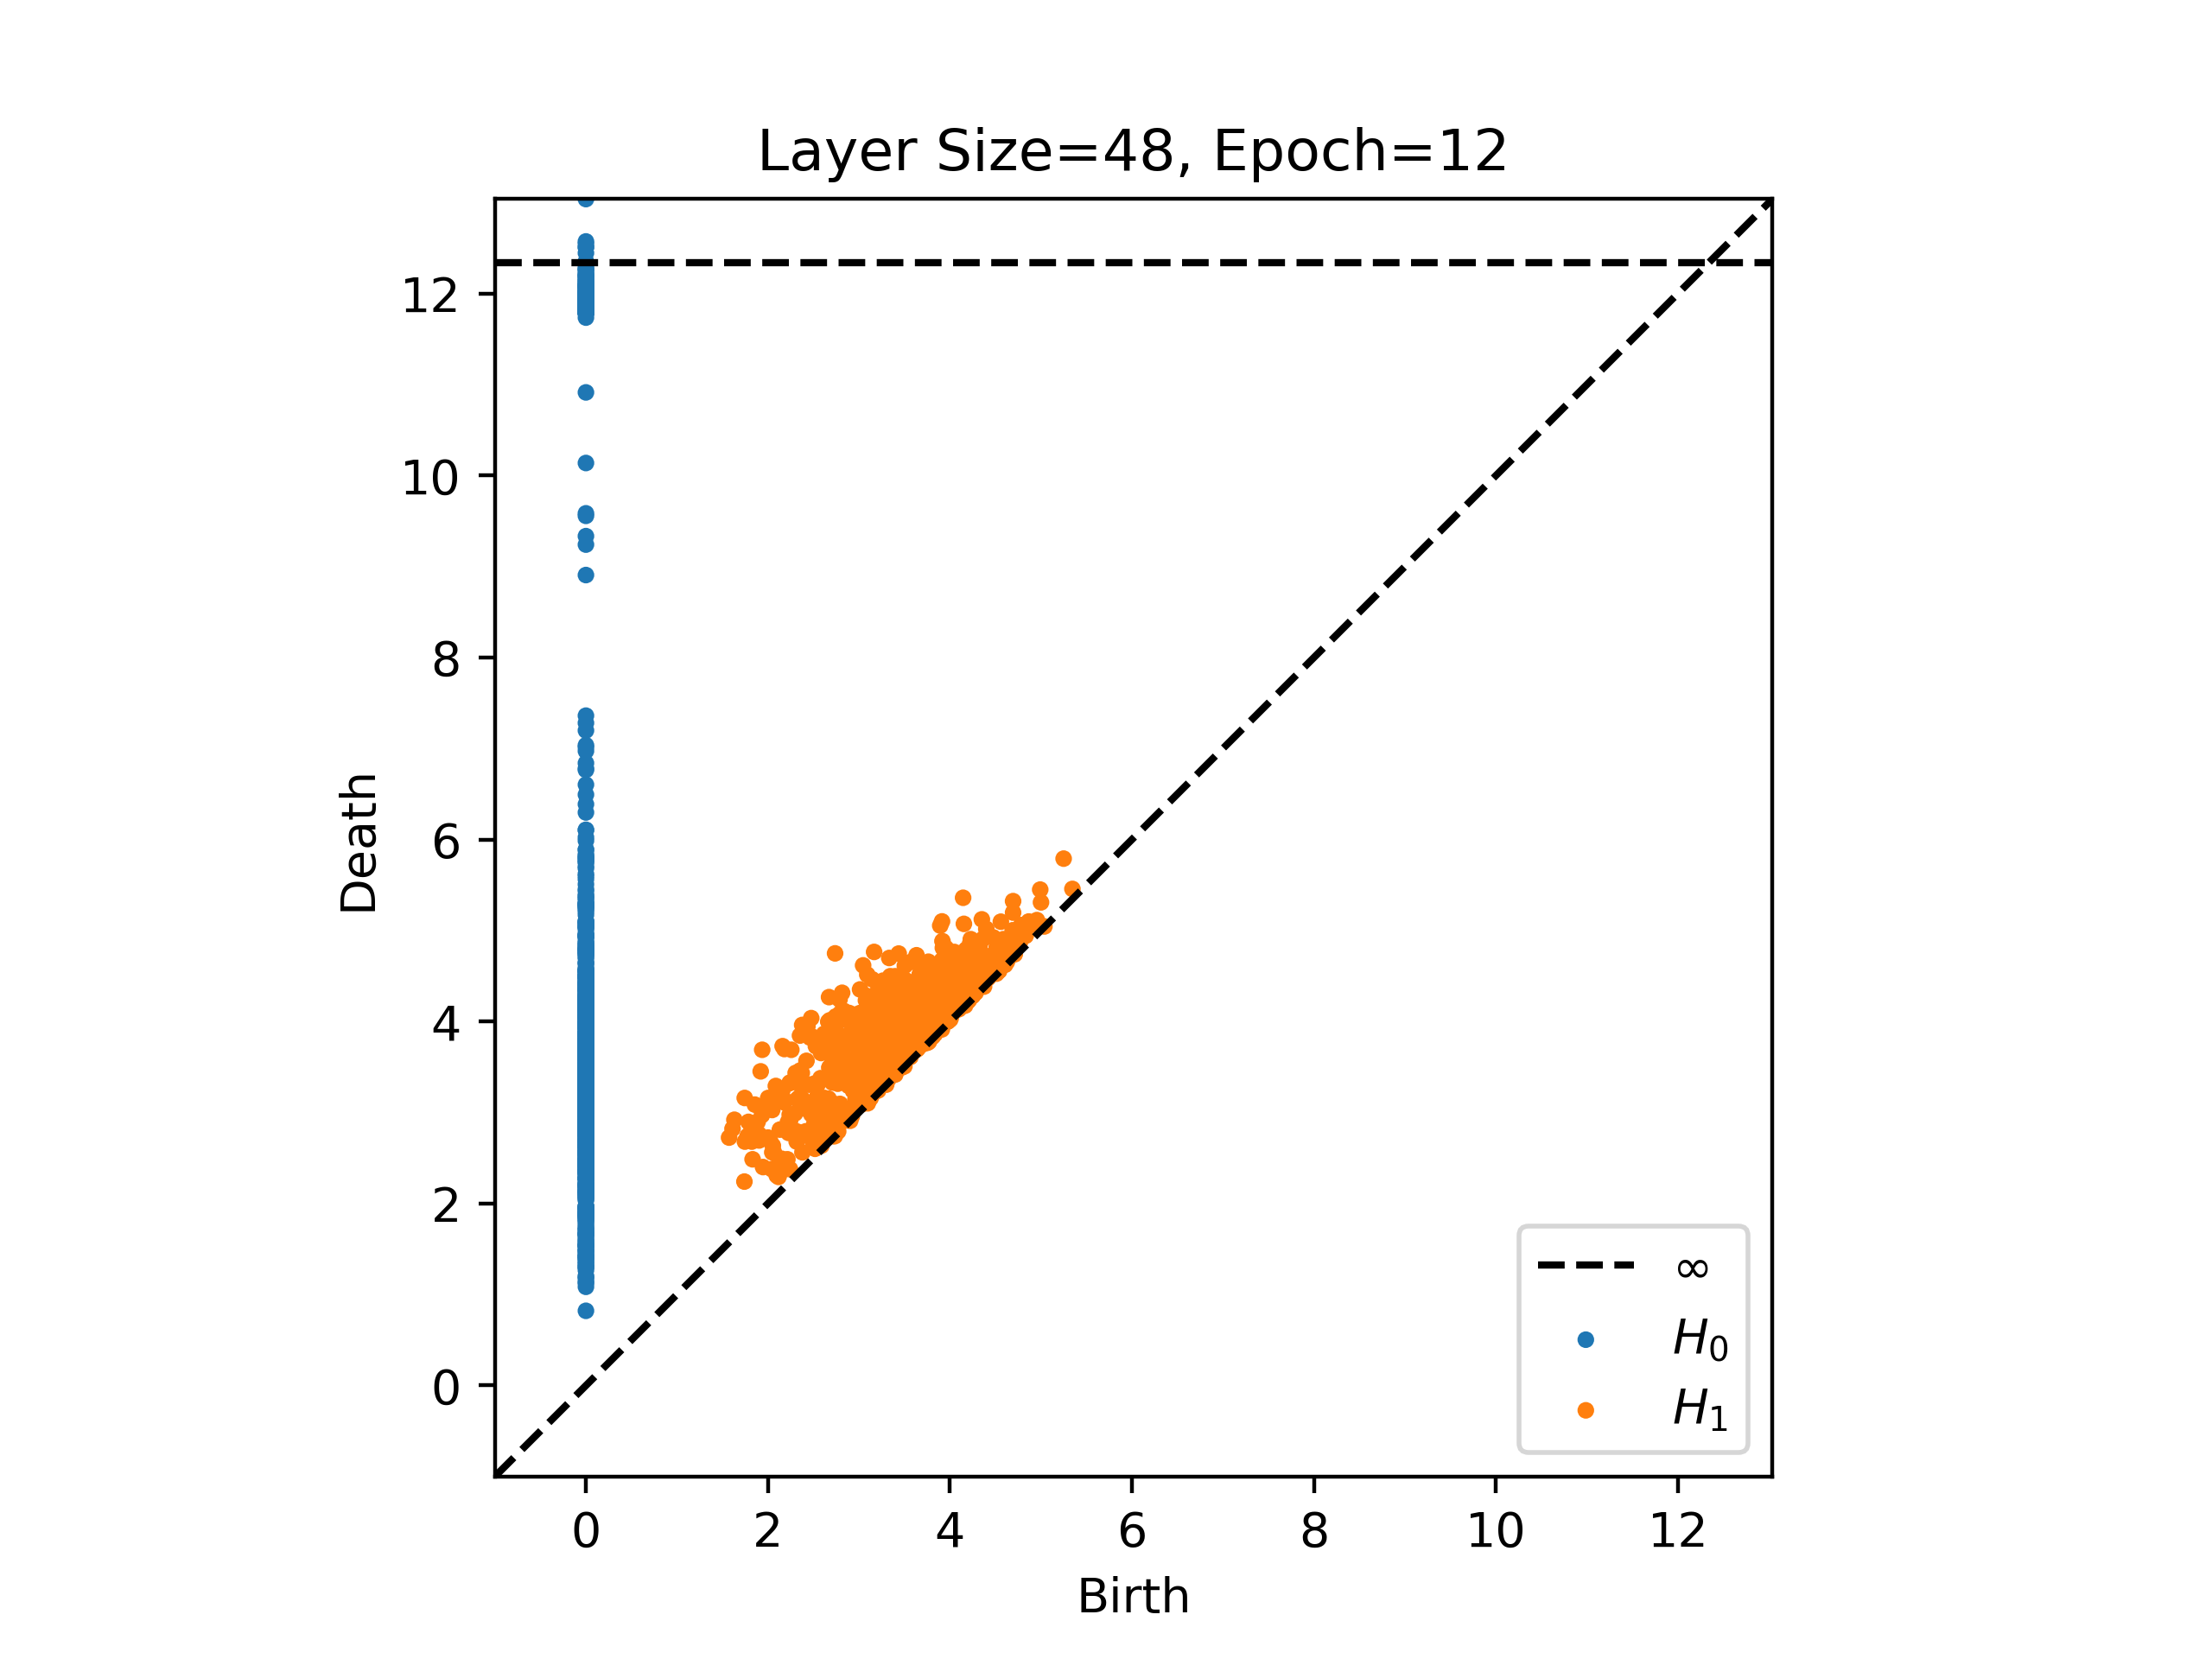 Layer Size=48, Epoch=12
12
10
8
6
4
2
0
Death
0 2 4 6 8 10 12
Birth
∞
H₀
H₁